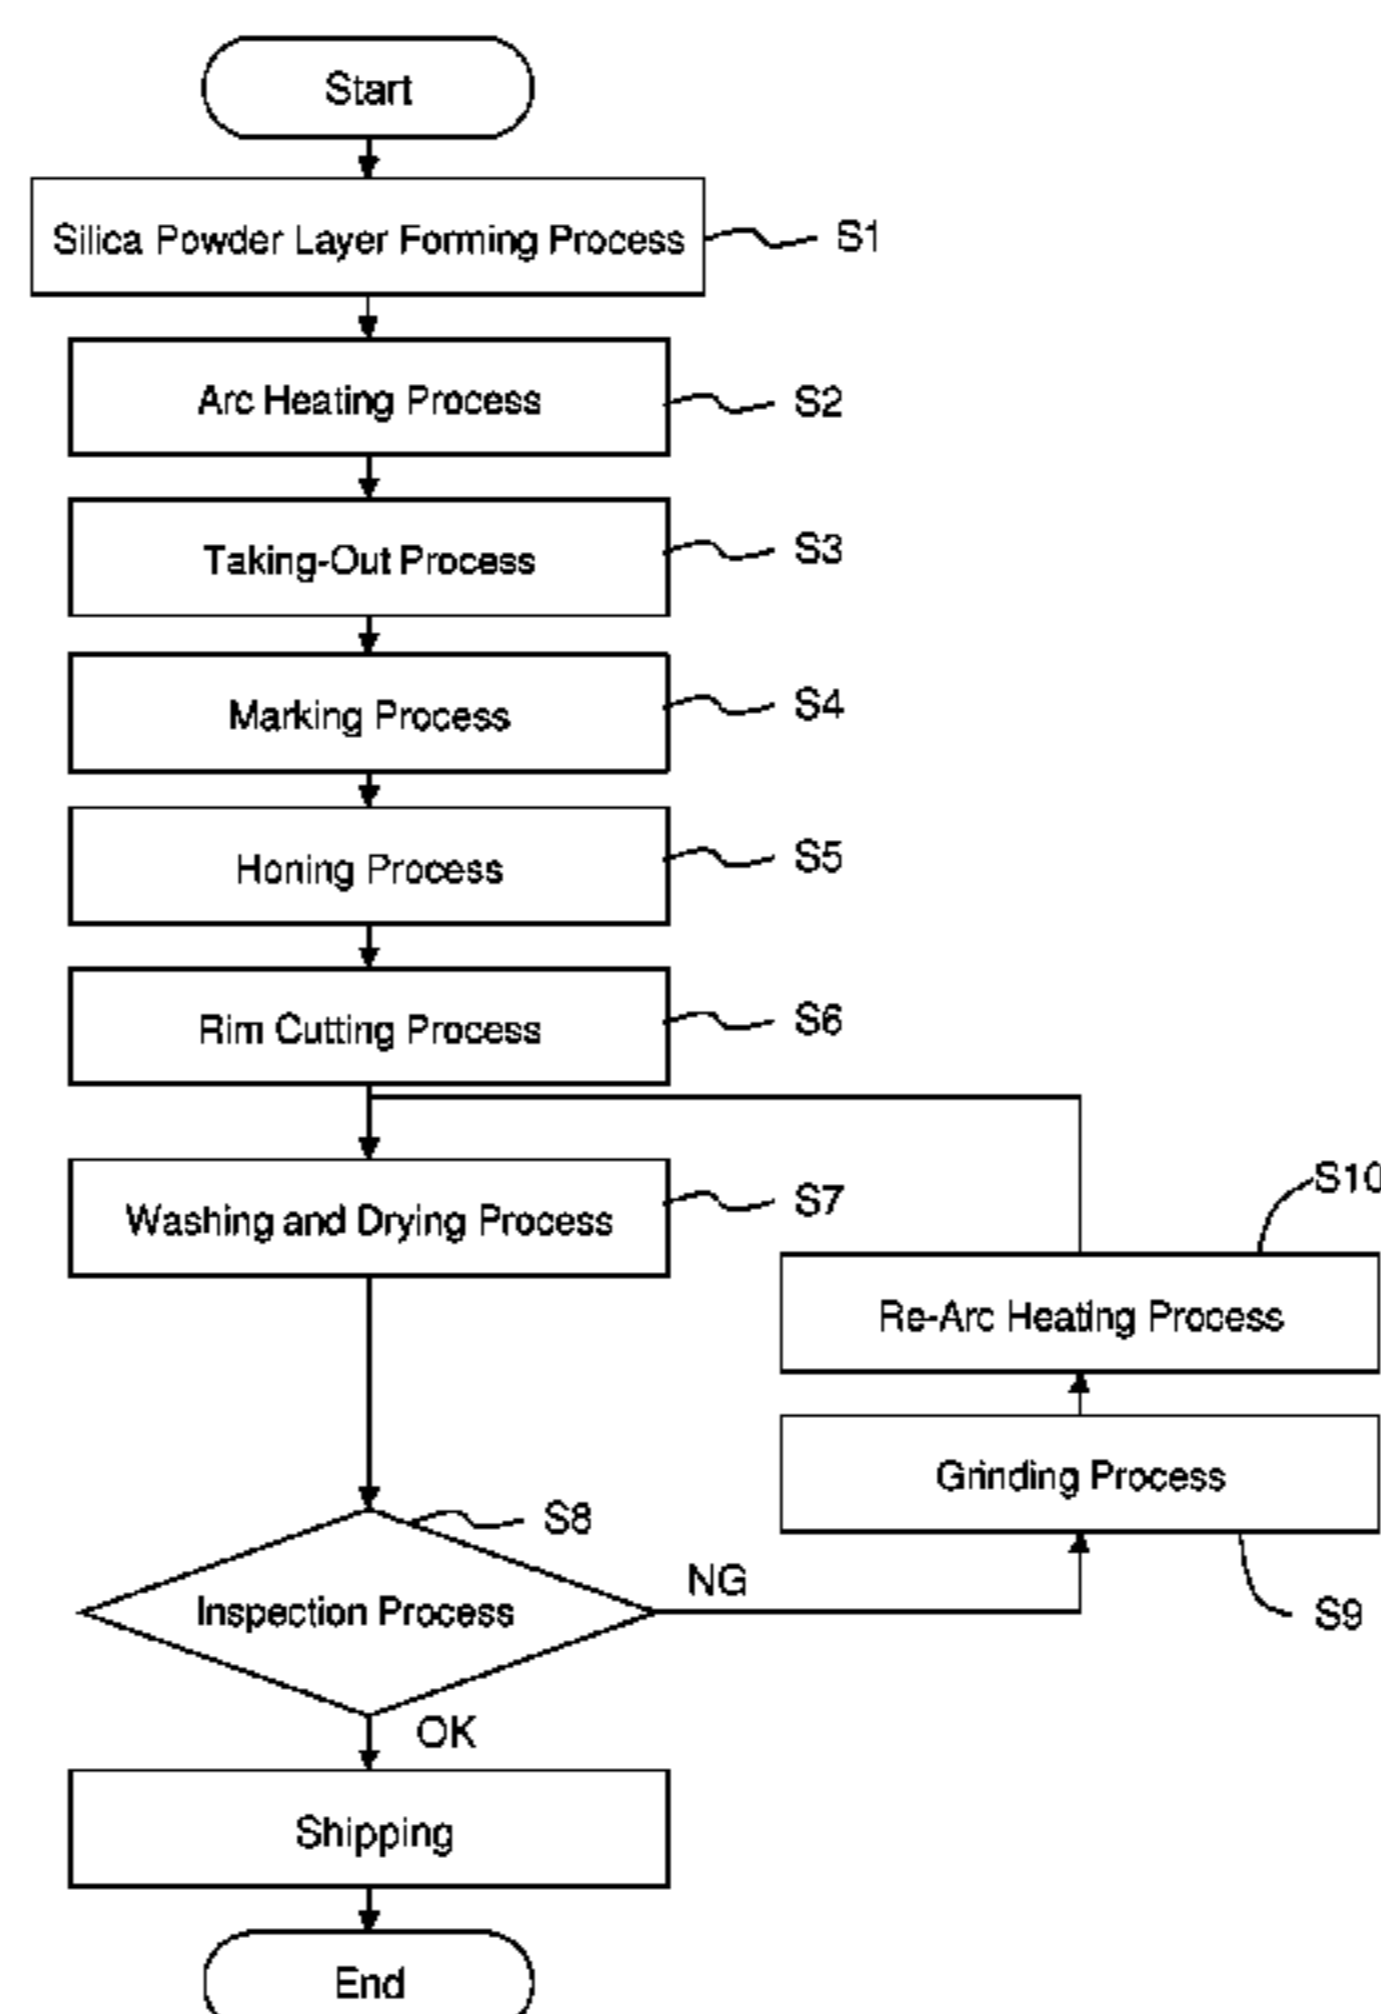 Start
Silica Powder Layer Forming Process
S1
Arc Heating Process
S2
Taking-Out Process
S3
Marking Process
S4
Honing Process
S5
Rim Cutting Process
S6
Washing and Drying Process
S7
S10
Re-Arc Heating Process
Grinding Process
S9
S8
Inspection Process
NG
OK
Shipping
End